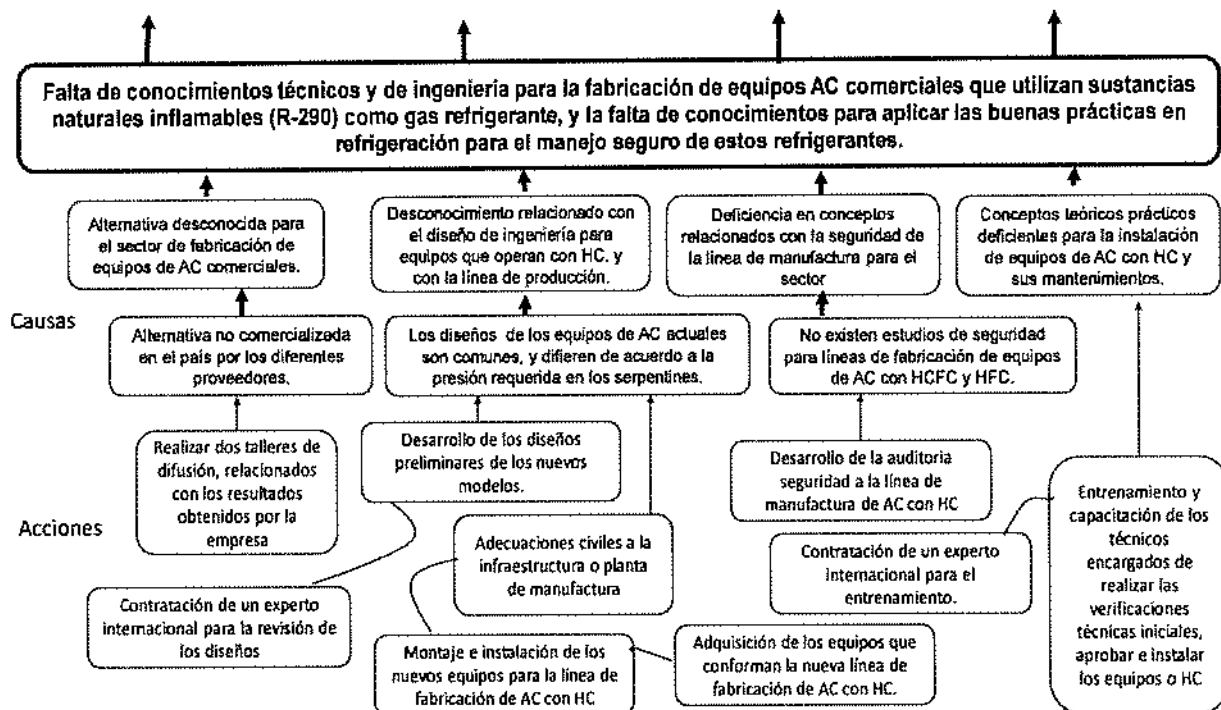 Falta de conocimientos técnicos y de ingeniería para la fabricación de equipos AC comerciales que utilizan sustancias
naturales inflamables (R-290) como gas refrigerante, y la falta de conocimientos para aplicar las buenas prácticas en
refrigeración para el manejo seguro de estos refrigerantes.
Alternativa desconocida para
el sector de fabricación de
equipos de AC comerciales.
Desconocimiento relacionado con
el diseño de ingeniería para
equipos que operan con HC. y
con la línea de producción.
Deficiencia en conceptos
relacionados con la seguridad de
la línea de manufactura para el
sector
Conceptos teóricos prácticos
deficientes para la instalación
de equipos de AC con HC y
sus mantenimientos.
Causas
Alternativa no comercializada
en el país por los diferentes
proveedores.
Los diseños de los equipos de AC actuales
son comunes, y difieren de acuerdo a la
presión requerida en los serpentines.
No existen estudios de seguridad
para líneas de fabricación de equipos
de AC con HCFC y HFC.
Realizar dos talleres de
difusión, relacionados
con los resultados
obtenidos por la
empresa
Desarrollo de los diseños
preliminares de los nuevos
modelos.
Desarrollo de la auditoria
seguridad a la línea de
manufactura de AC con HC
Entrenamiento y
capacitación de los
técnicos
encargados de
realizar las
verificaciones
técnicas iniciales,
aprobar e instalar
los equipos o HC
Acciones
Adecuaciones civiles a la
infraestructura o planta
de manufactura
Contratación de un experto
internacional para el
entrenamiento.
Contratación de un experto
internacional para la revisión de
los diseños
Montaje e instalación de los
nuevos equipos para la línea de
fabricación de AC con HC
Adquisición de los equipos que
conforman la nueva línea de
fabricación de AC con HC.